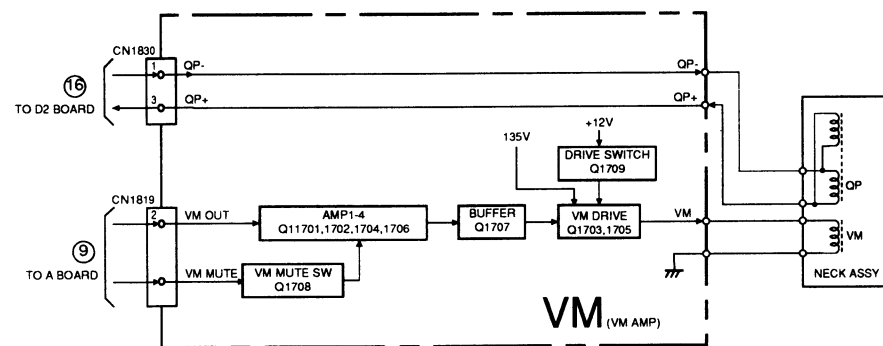 CN1830
1
QP-
QP-
16
3
QP+
QP+
TO D2 BOARD
+12V
135V
DRIVE SWITCH
Q1709
QP
CN1819
2
VM OUT
AMP1-4
Q11701,1702,1704,1706
BUFFER
Q1707
VM DRIVE
Q1703,1705
VM
VM
9
TO A BOARD
VM MUTE
VM MUTE SW
Q1708
NECK ASSY
VM (VM AMP)